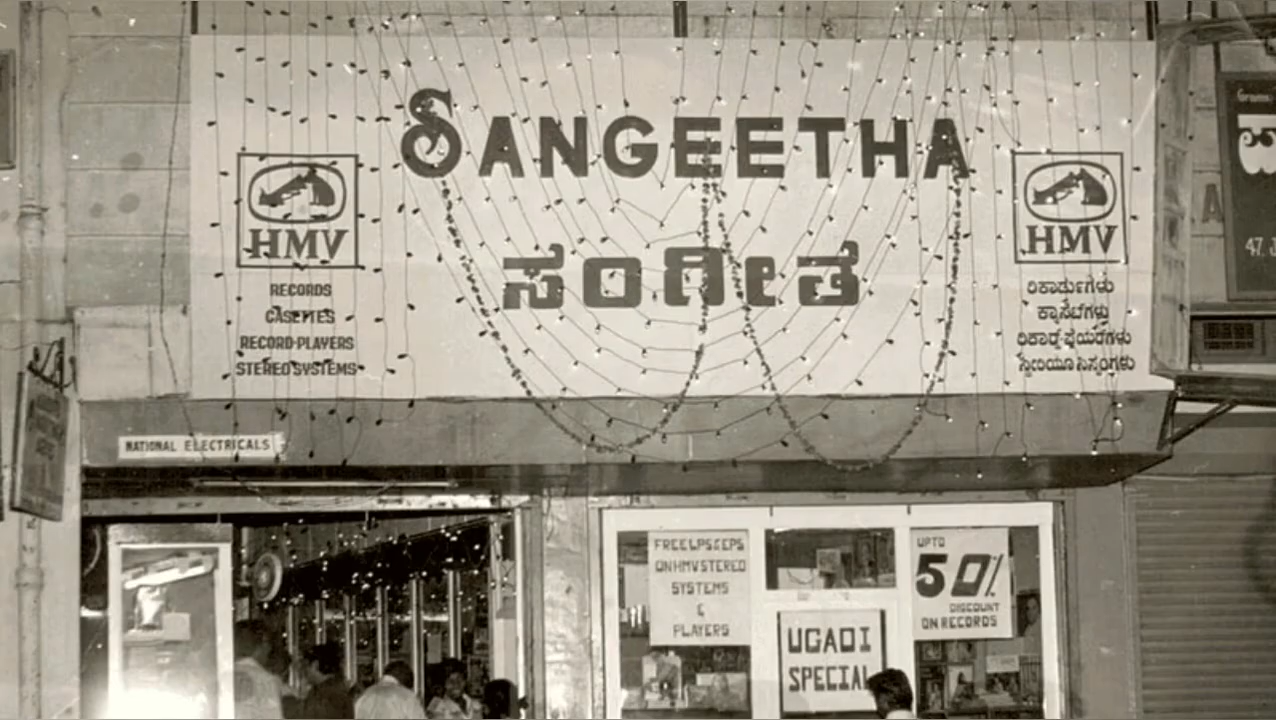 SANGEETHA
ಸಂಗೀತ
HMV
RECORDS
CASETTES
RECORD-PLAYERS
STEREO SYSTEMS
HMV
ರಿಕಾರ್ಡುಗಳು
ಕ್ಯಾಸೆಟ್‌ಗಳು
ರಿಕಾರ್ಡ್-ಪ್ಲೆಯರ್‌ಗಳು
ಸ್ಟೀರಿಯೂ ಸಿಸ್ಟಂಗಳು
NATIONAL ELECTRICALS
47,
FREE LPS & EPS
ON HMV STEREO
SYSTEMS
&
PLAYERS
UGADI
SPECIAL
UPTO
50%
DISCOUNT
ON RECORDS